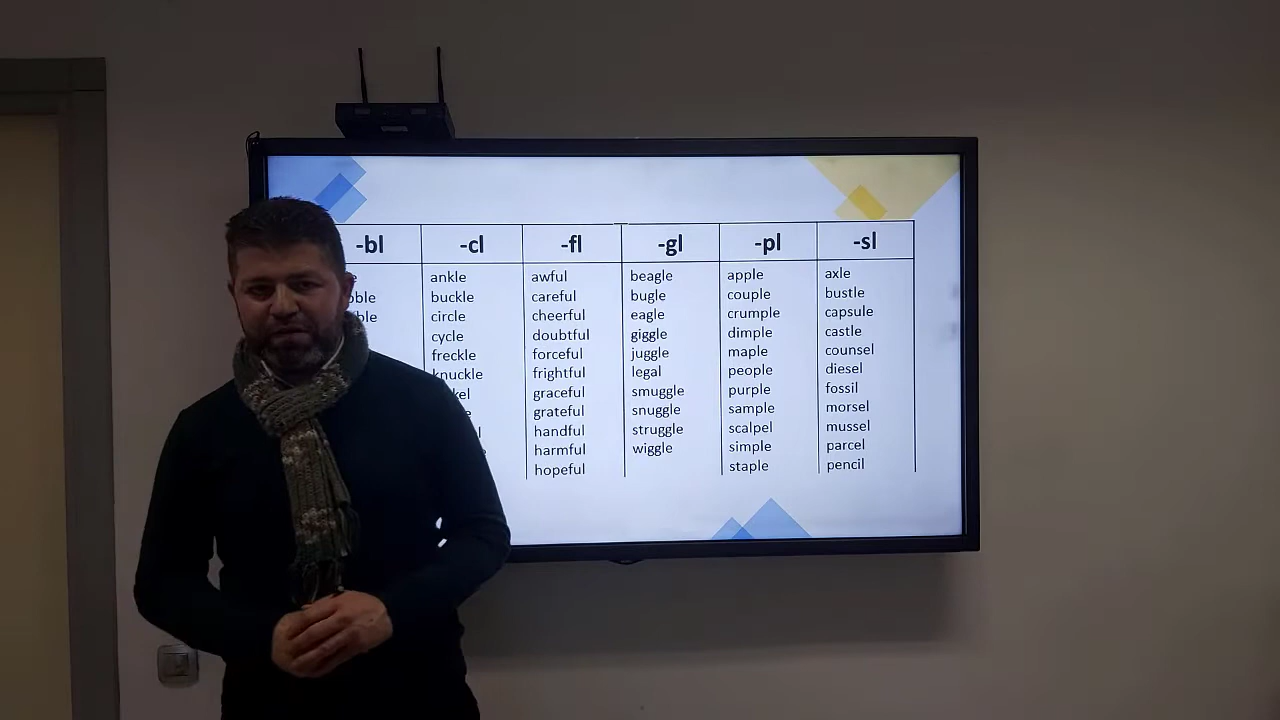 -bl -cl -fl -gl -pl -sl
ankle awful beagle apple axle
buckle careful bugle couple bustle
circle cheerful eagle crumple capsule
cycle doubtful giggle dimple castle
freckle forceful juggle maple counsel
knuckle frightful legal people diesel
graceful smuggle purple fossil
grateful snuggle sample morsel
handful struggle scalpel mussel
harmful wiggle simple parcel
hopeful staple pencil